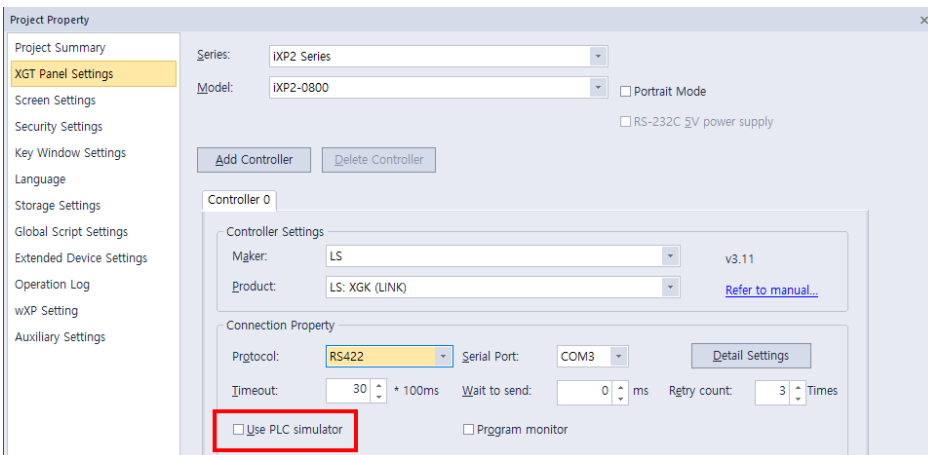 Project Property
Project Summary
XGT Panel Settings
Screen Settings
Security Settings
Key Window Settings
Language
Storage Settings
Global Script Settings
Extended Device Settings
Operation Log
wXP Setting
Auxiliary Settings
Series: iXP2 Series
Model: iXP2-0800 Portrait Mode
RS-232C 5V power supply
Add Controller Delete Controller
Controller 0
Controller Settings
Maker: LS v3.11
Product: LS: XGK (LINK) Refer to manual...
Connection Property
Protocol: RS422 Serial Port: COM3 Detail Settings
Timeout: 30 * 100ms Wait to send: 0 ms Retry count: 3 Times
Use PLC simulator Program monitor